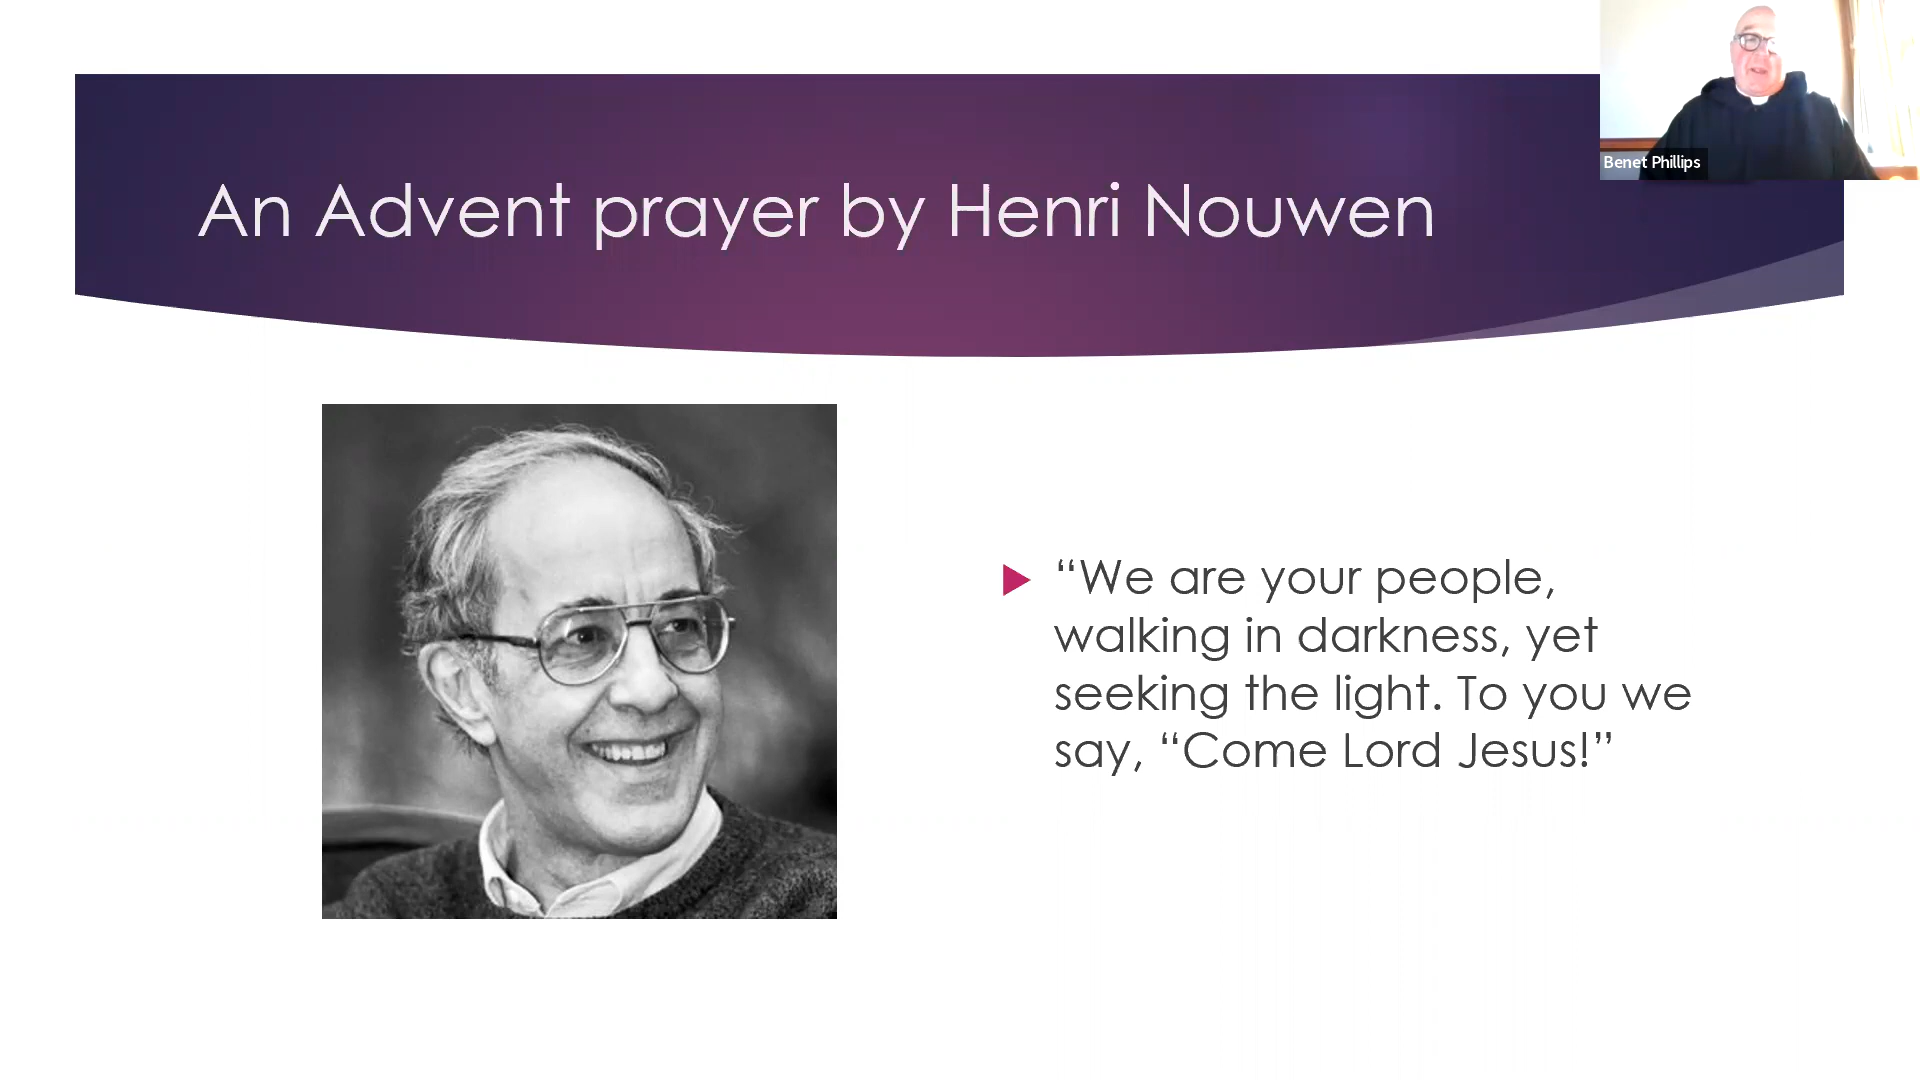 An Advent prayer by Henri Nouwen
Benet Phillips
“We are your people,
walking in darkness, yet
seeking the light. To you we
say, “Come Lord Jesus!”